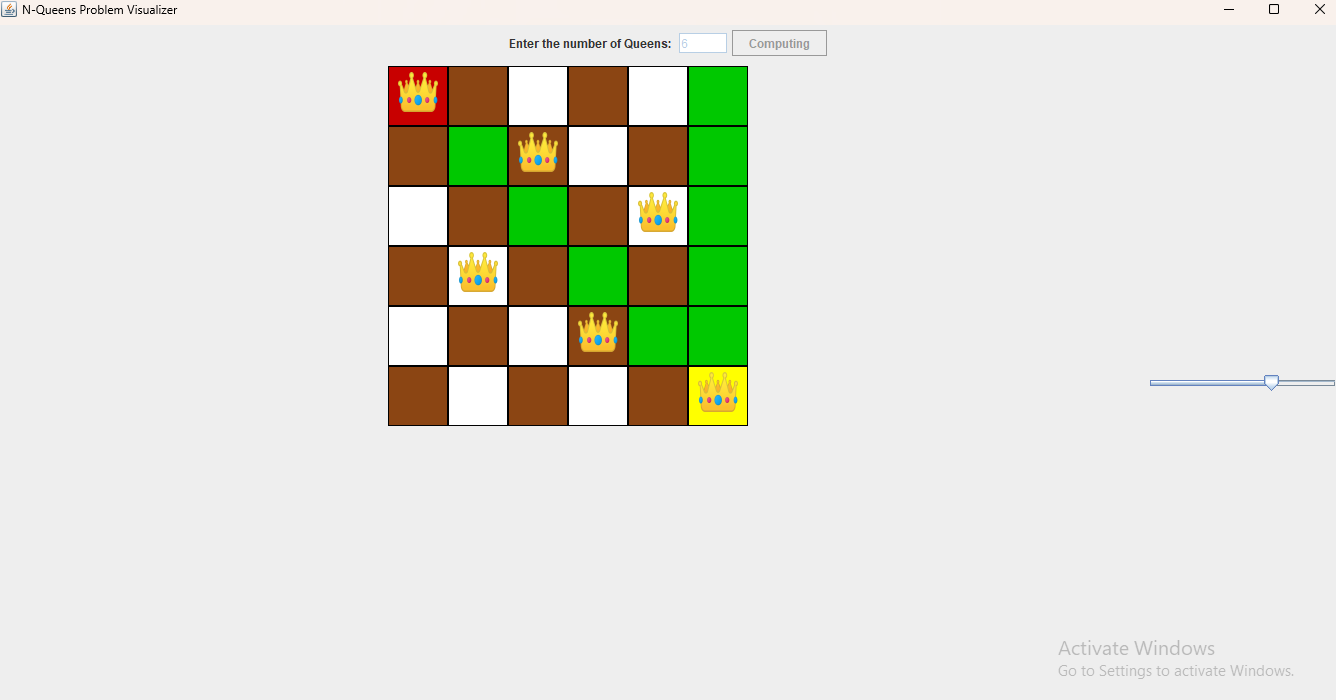 N-Queens Problem Visualizer
Enter the number of Queens: 6 Computing
Activate Windows
Go to Settings to activate Windows.